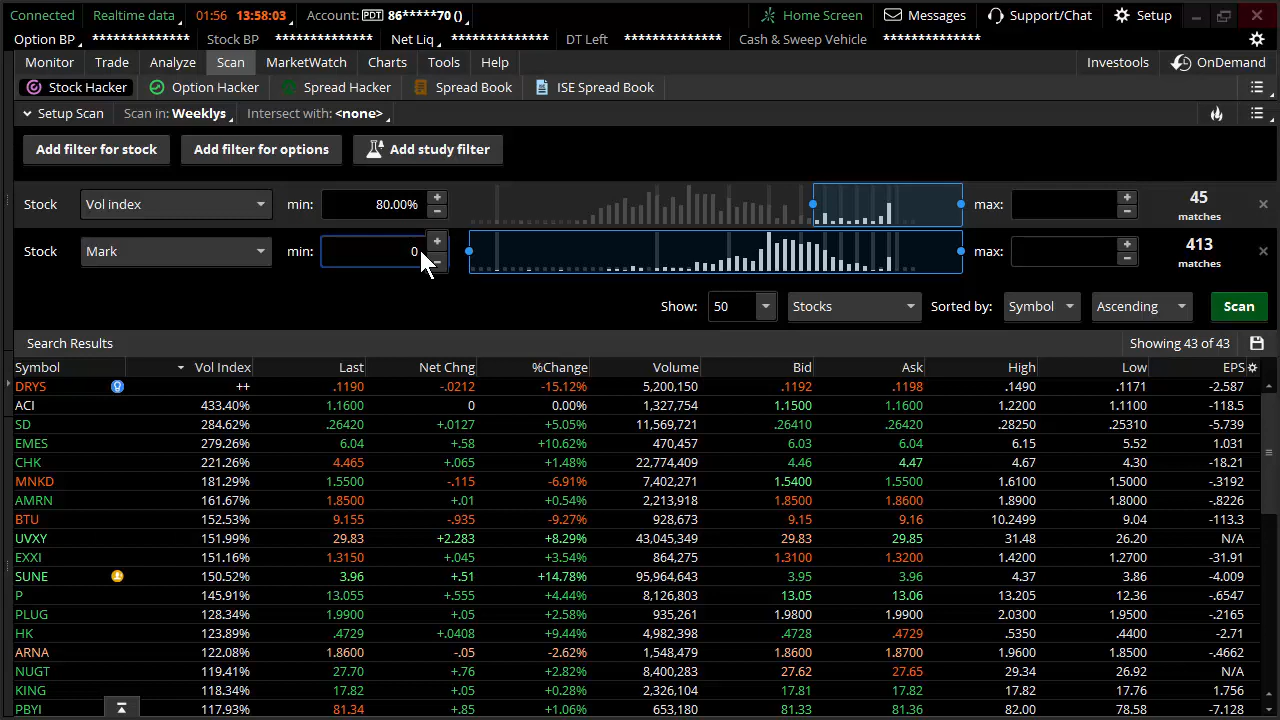 Connected Realtime data 01:56 13:58:03 Account: PDT 86*****70 () Home Screen Messages Support/Chat Setup
Option BP ************** Stock BP ************** Net Liq ************** DT Left ************** Cash & Sweep Vehicle **************
Monitor Trade Analyze Scan MarketWatch Charts Tools Help Investools OnDemand
Stock Hacker Option Hacker Spread Hacker Spread Book ISE Spread Book
Setup Scan Scan in: Weeklys Intersect with: <none>
Add filter for stock Add filter for options Add study filter
Stock Vol index min: 80.00% max: 45 matches
Stock Mark min: 0 max: 413 matches
Show: 50 Stocks Sorted by: Symbol Ascending Scan
Search Results Showing 43 of 43
Symbol Vol Index Last Net Chng %Change Volume Bid Ask High Low EPS
DRYS ++ .1190 -.0212 -15.12% 5,200,150 .1192 .1198 .1490 .1171 -2.587
ACI 433.40% 1.1600 0 0.00% 1,327,754 1.1500 1.1600 1.2200 1.1100 -118.5
SD 284.62% .26420 +.0127 +5.05% 11,569,721 .26410 .26420 .28250 .25310 -5.739
EMES 279.26% 6.04 +.58 +10.62% 470,457 6.03 6.04 6.15 5.52 1.031
CHK 221.26% 4.465 +.065 +1.48% 22,774,409 4.46 4.47 4.67 4.30 -18.21
MNKD 181.29% 1.5500 -.115 -6.91% 7,402,271 1.5400 1.5500 1.6100 1.5000 -.3192
AMRN 161.67% 1.8500 +.01 +0.54% 2,213,918 1.8500 1.8600 1.8900 1.8000 -.8226
BTU 152.53% 9.155 -.935 -9.27% 928,673 9.15 9.16 10.2499 9.04 -113.3
UVXY 151.99% 29.83 +2.283 +8.29% 43,045,349 29.83 29.85 31.48 26.20 N/A
EXXI 151.16% 1.3150 +.045 +3.54% 864,275 1.3100 1.3200 1.4200 1.2700 -31.91
SUNE 150.52% 3.96 +.51 +14.78% 95,964,643 3.95 3.96 4.37 3.86 -4.009
P 145.91% 13.055 +.555 +4.44% 8,126,803 13.05 13.06 13.205 12.36 -.6547
PLUG 128.34% 1.9900 +.05 +2.58% 935,261 1.9800 1.9900 2.0300 1.9500 -.2165
HK 123.89% .4729 +.0408 +9.44% 4,982,398 .4728 .4729 .5350 .4400 -2.71
ARNA 122.08% 1.8600 -.05 -2.62% 1,548,479 1.8600 1.8700 1.9000 1.8600 -.4662
NUGT 119.41% 27.70 +.76 +2.82% 8,400,283 27.62 27.65 29.34 26.92 N/A
KING 118.34% 17.82 +.05 +0.28% 2,326,104 17.81 17.82 17.82 17.76 1.756
PBYI 117.93% 81.34 +.85 +1.06% 653,180 81.33 81.36 82.00 78.58 -7.128